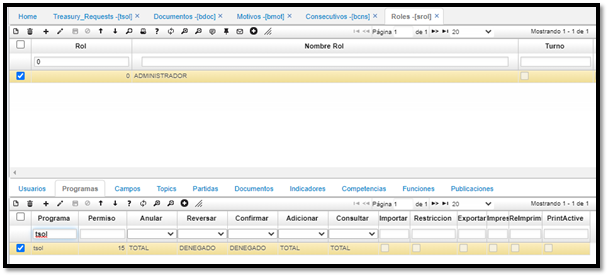 Home Treasury_Requests -[tsol] Documentos -[bdoc] Motivos -[bmot] Consecutivos -[bcns] Roles -[srol]
Página 1 de 1 20 Mostrando 1 - 1 de 1
Rol Nombre Rol Turno
0
0 ADMINISTRADOR
Usuarios Programas Campos Topics Partidas Documentos Indicadores Competencias Funciones Publicaciones
Página 1 de 1 20 Mostrando 1 - 1 de 1
Programa Permiso Anular Reversar Confirmar Adicionar Consultar Importar Restriccion Exportar Impres ReImprimi PrintActive
tsol
tsol 15 TOTAL DENEGADO DENEGADO TOTAL TOTAL